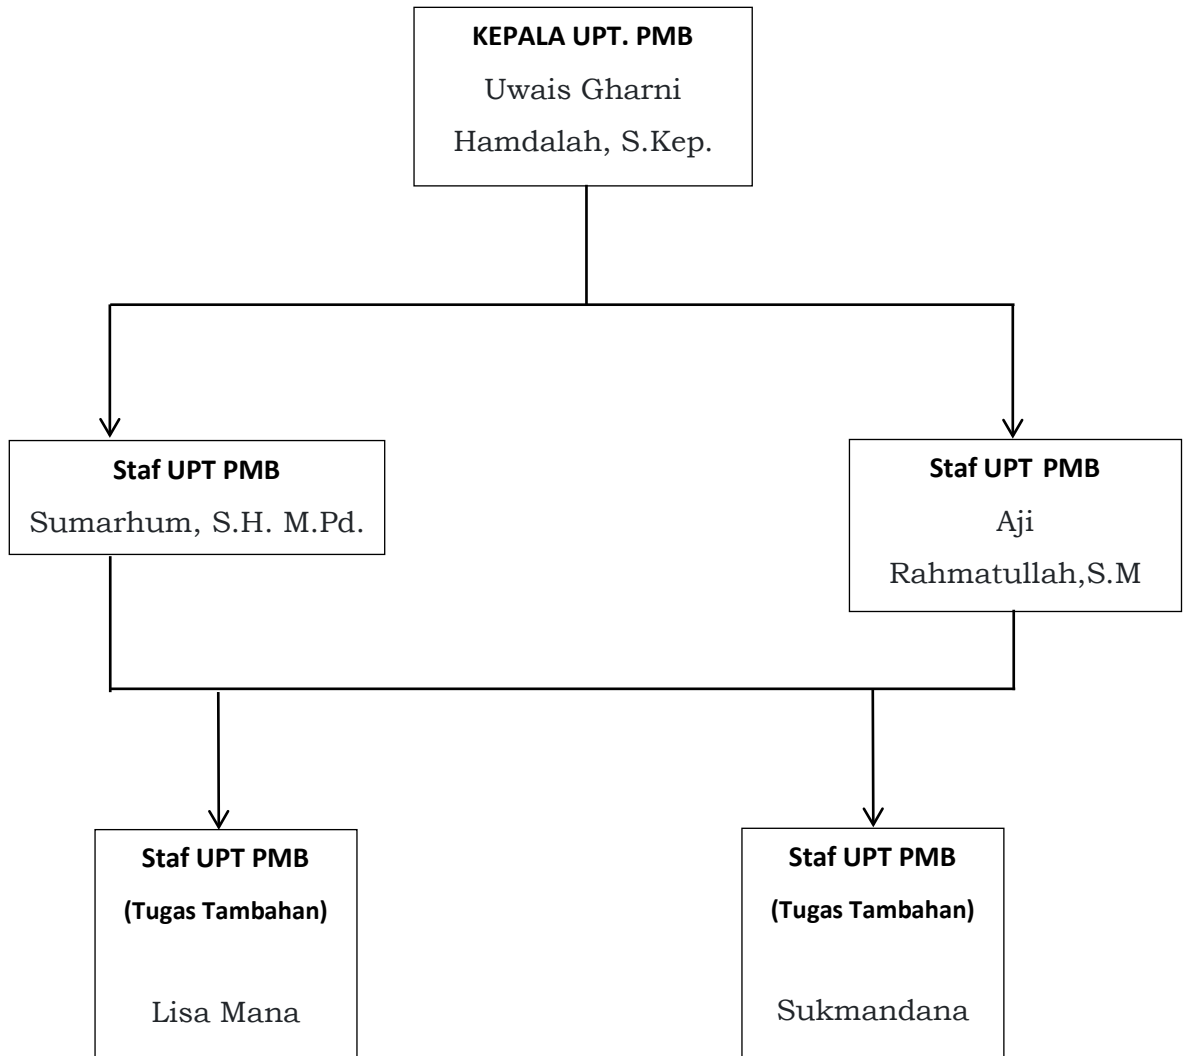 KEPALA UPT. PMB
Uwais Gharni
Hamdalah, S.Kep.
Staf UPT PMB
Sumarhum, S.H. M.Pd.
Staf UPT PMB
Aji
Rahmatullah,S.M
Staf UPT PMB
(Tugas Tambahan)
Lisa Mana
Staf UPT PMB
(Tugas Tambahan)
Sukmandana